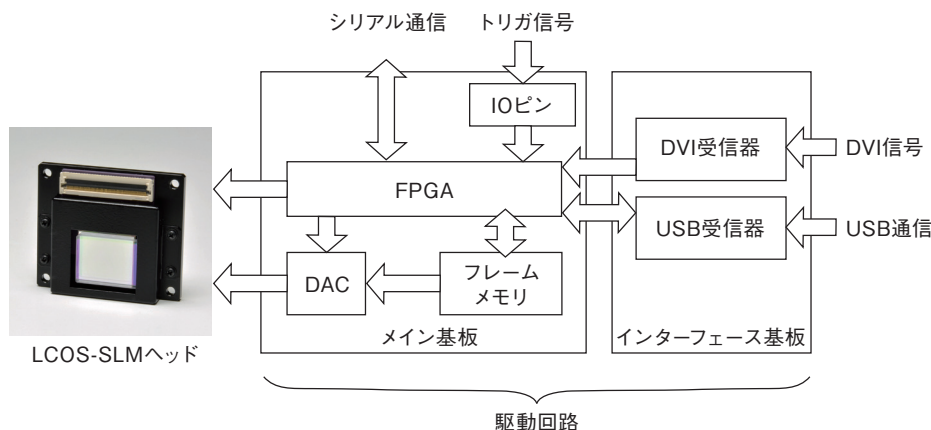 シリアル通信
トリガ信号
IOピン
DVI受信器
DVI信号
FPGA
USB受信器
USB通信
DAC
フレーム
メモリ
メイン基板
インターフェース基板
LCOS-SLMヘッド
駆動回路